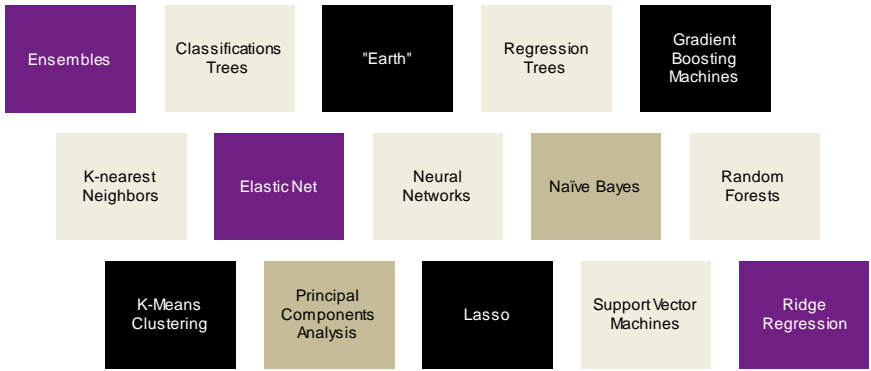 Ensembles
Classifications
Trees
"Earth"
Regression
Trees
Gradient
Boosting
Machines
K-nearest
Neighbors
Elastic Net
Neural
Networks
Naïve Bayes
Random
Forests
K-Means
Clustering
Principal
Components
Analysis
Lasso
Support Vector
Machines
Ridge
Regression